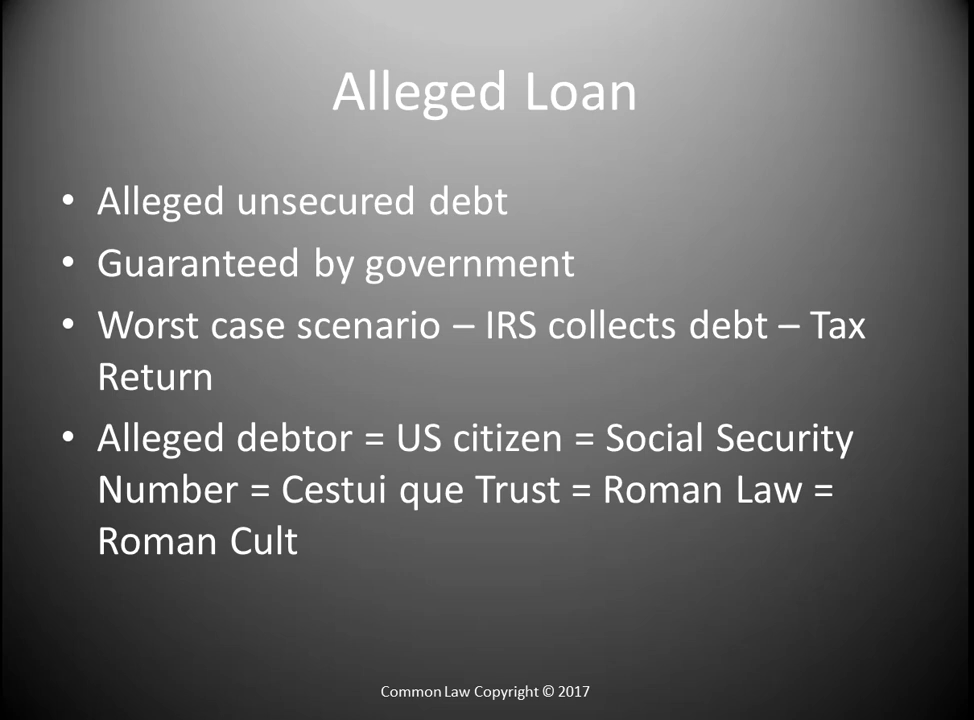 Alleged Loan
• Alleged unsecured debt
• Guaranteed by government
• Worst case scenario – IRS collects debt – Tax
Return
• Alleged debtor = US citizen = Social Security
Number = Cestui que Trust = Roman Law =
Roman Cult
Common Law Copyright © 2017